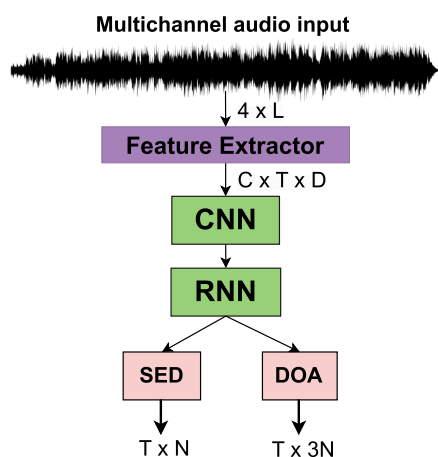 Multichannel audio input
4 x L
Feature Extractor
C x T x D
CNN
RNN
SED
DOA
T x N
T x 3N